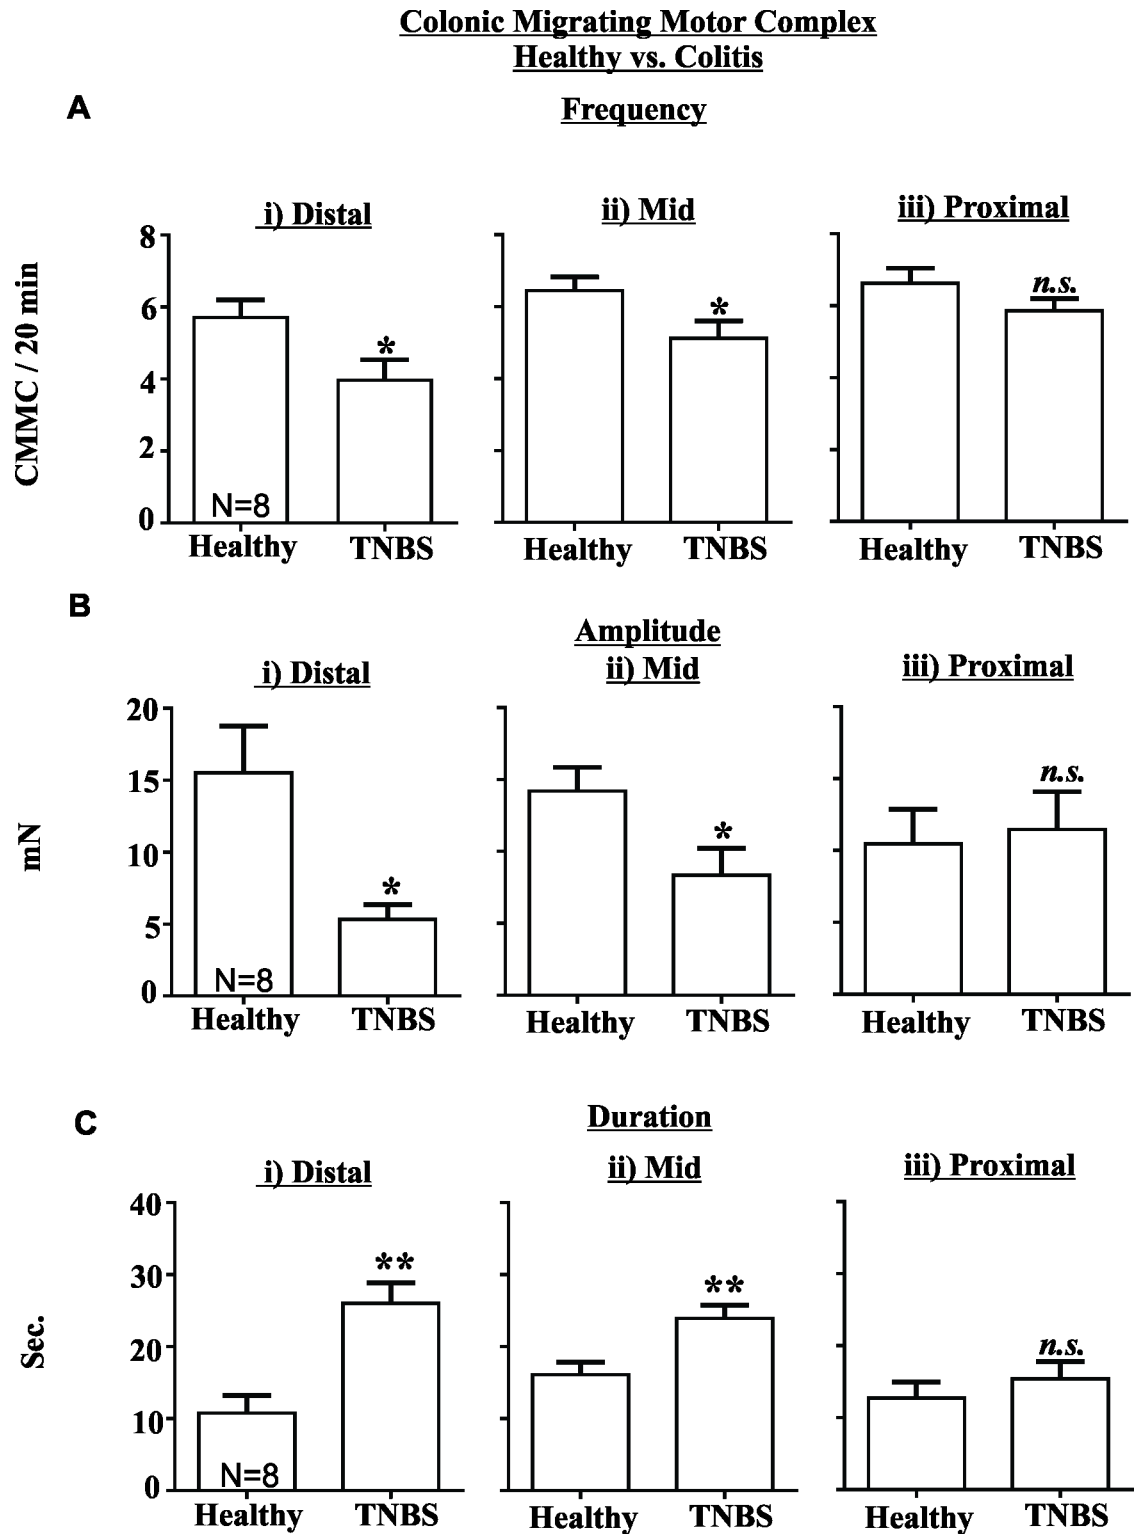 Colonic Migrating Motor Complex
Healthy vs. Colitis
A
Frequency
i) Distal
ii) Mid
iii) Proximal
CMMC / 20 min
8
6
4
2
0
*
*
n.s.
N=8
Healthy
TNBS
Healthy
TNBS
Healthy
TNBS
B
Amplitude
i) Distal
ii) Mid
iii) Proximal
mN
20
15
10
5
0
*
*
n.s.
N=8
Healthy
TNBS
Healthy
TNBS
Healthy
TNBS
C
Duration
i) Distal
ii) Mid
iii) Proximal
Sec.
40
30
20
10
0
**
**
n.s.
N=8
Healthy
TNBS
Healthy
TNBS
Healthy
TNBS